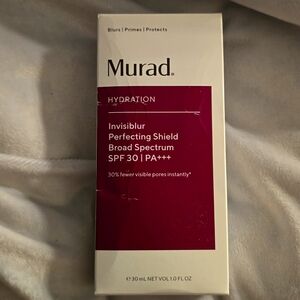 Blurs | Primes | Protects
Murad.
HYDRATION
Invisiblur
Perfecting Shield
Broad Spectrum
SPF 30 | PA+++
30% fewer visible pores instantly*
℮ 30 mL NET VOL 1.0 FL OZ